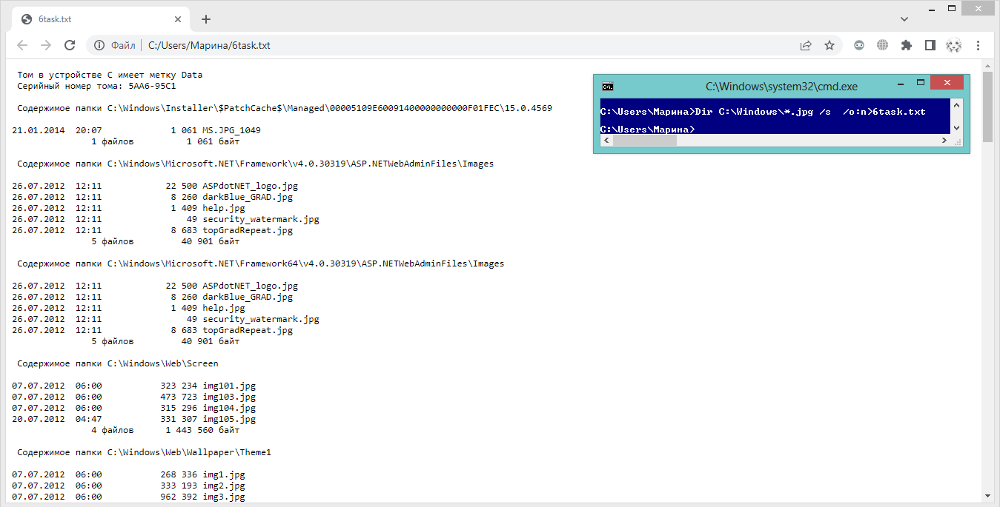 6task.txt
Файл
C:/Users/Марина/6task.txt
Том в устройстве C имеет метку Data
Серийный номер тома: 5AA6-95C1
Содержимое папки C:\Windows\Installer\$PatchCache$\Managed\00005109E60091400000000000F01FEC\15.0.4569
21.01.2014  20:07             1 061 MS.JPG_1049
1 файлов          1 061 байт
Содержимое папки C:\Windows\Microsoft.NET\Framework\v4.0.30319\ASP.NETWebAdminFiles\Images
26.07.2012  12:11            22 500 ASPdotNET_logo.jpg
26.07.2012  12:11             8 260 darkBlue_GRAD.jpg
26.07.2012  12:11             1 409 help.jpg
26.07.2012  12:11                49 security_watermark.jpg
26.07.2012  12:11             8 683 topGradRepeat.jpg
5 файлов         40 901 байт
Содержимое папки C:\Windows\Microsoft.NET\Framework64\v4.0.30319\ASP.NETWebAdminFiles\Images
26.07.2012  12:11            22 500 ASPdotNET_logo.jpg
26.07.2012  12:11             8 260 darkBlue_GRAD.jpg
26.07.2012  12:11             1 409 help.jpg
26.07.2012  12:11                49 security_watermark.jpg
26.07.2012  12:11             8 683 topGradRepeat.jpg
5 файлов         40 901 байт
Содержимое папки C:\Windows\Web\Screen
07.07.2012  06:00           323 234 img101.jpg
07.07.2012  06:00           473 723 img103.jpg
07.07.2012  06:00           315 296 img104.jpg
20.07.2012  04:47           331 307 img105.jpg
4 файлов      1 443 560 байт
Содержимое папки C:\Windows\Web\Wallpaper\Theme1
07.07.2012  06:00           268 336 img1.jpg
07.07.2012  06:00           333 193 img2.jpg
07.07.2012  06:00           962 392 img3.jpg
C:\Windows\system32\cmd.exe
C:\Users\Марина>Dir C:\Windows\*.jpg /s  /o:n>6task.txt
C:\Users\Марина>